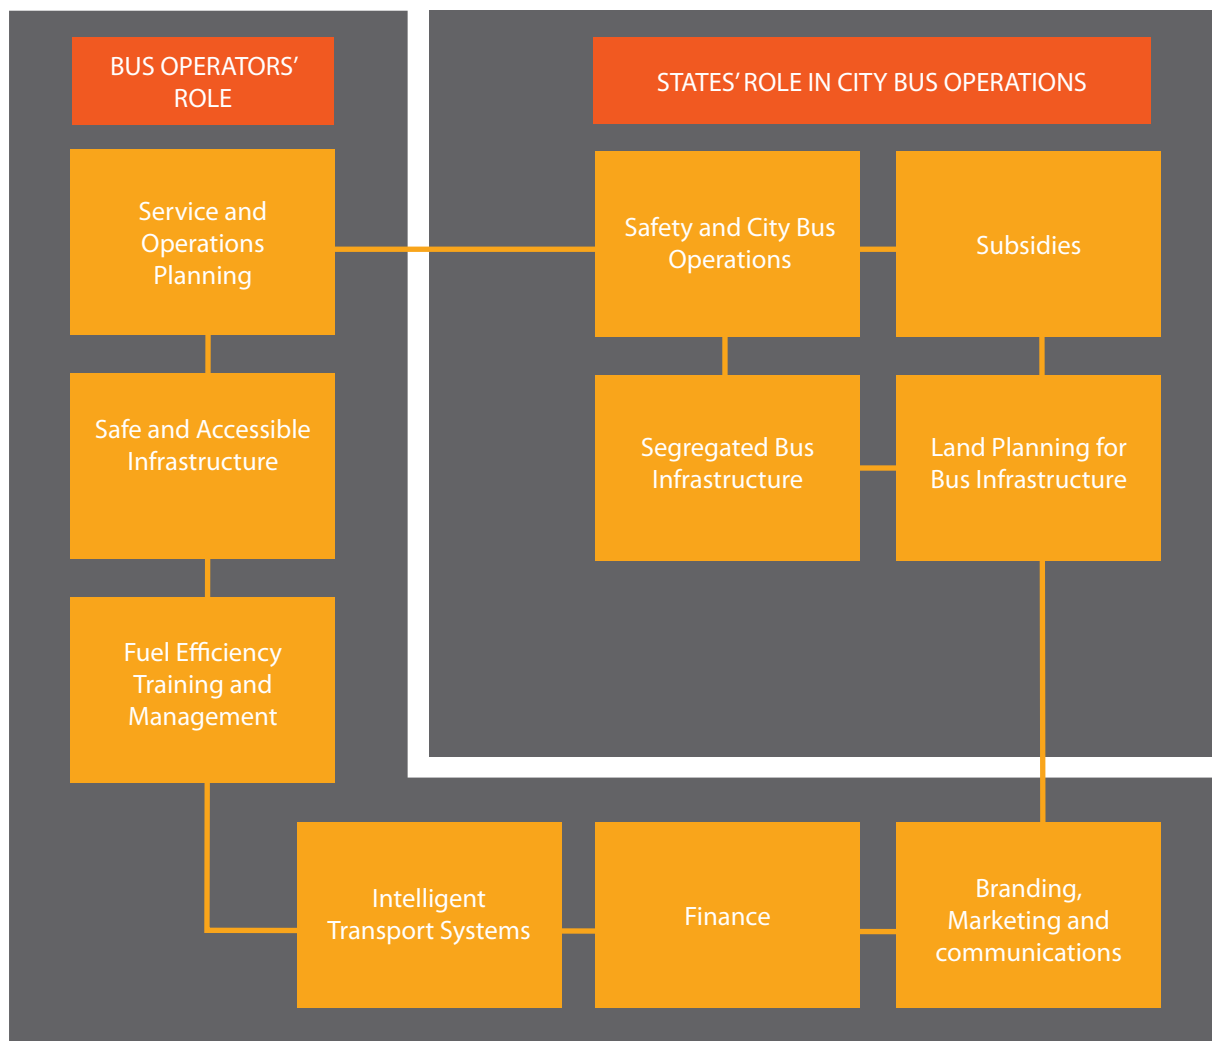 BUS OPERATORS'
ROLE
STATES' ROLE IN CITY BUS OPERATIONS
Service and
Operations
Planning
Safety and City Bus
Operations
Subsidies
Safe and Accessible
Infrastructure
Segregated Bus
Infrastructure
Land Planning for
Bus Infrastructure
Fuel Efficiency
Training and
Management
Intelligent
Transport Systems
Finance
Branding,
Marketing and
communications